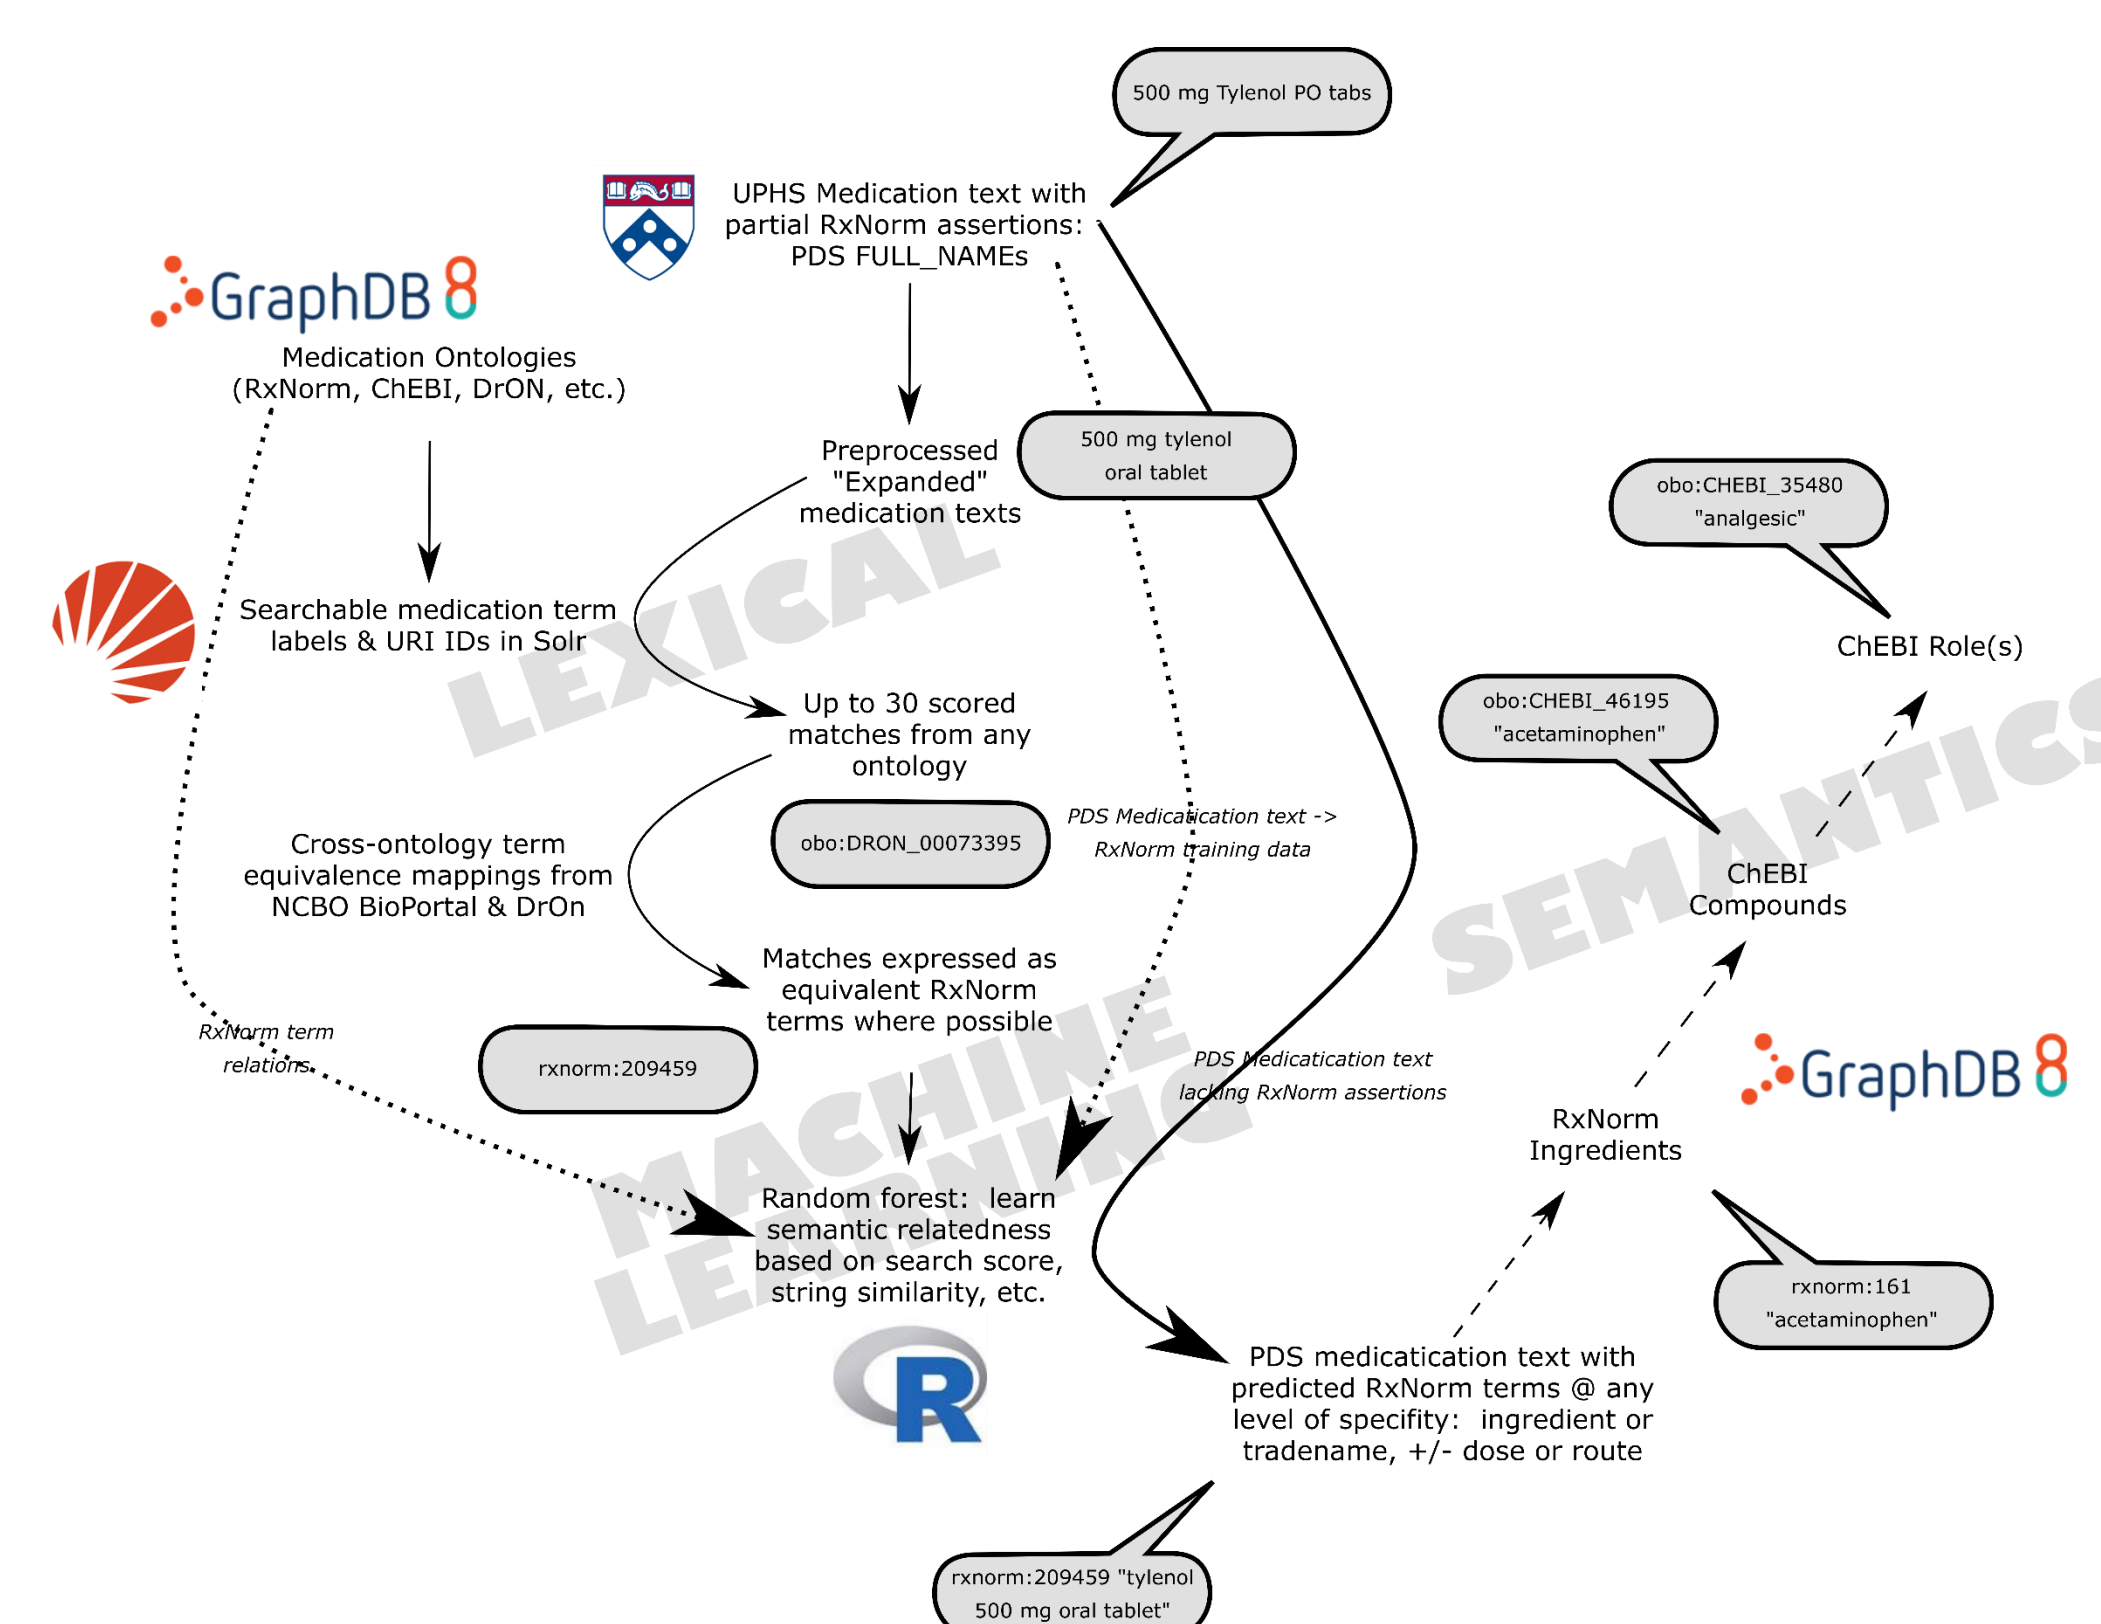 500 mg Tylenol PO tabs
UPHS Medication text with
partial RxNorm assertions:
PDS FULL_NAMEs
GraphDB 8
Medication Ontologies
(RxNorm, ChEBI, DrON, etc.)
Preprocessed
"Expanded"
medication texts
500 mg tylenol
oral tablet
LEXICAL
Searchable medication term
labels & URI IDs in Solr
Up to 30 scored
matches from any
ontology
obo:DRON_00073395
PDS Medicatication text ->
RxNorm training data
Cross-ontology term
equivalence mappings from
NCBO BioPortal & DrOn
Matches expressed as
equivalent RxNorm
terms where possible
RxNorm term
relations
rxnorm:209459
MACHINE
LEARNING
PDS Medicatication text
lacking RxNorm assertions
Random forest:  learn
semantic relatedness
based on search score,
string similarity, etc.
R
PDS medicatication text with
predicted RxNorm terms @ any
level of specifity:  ingredient or
tradename, +/- dose or route
rxnorm:209459 "tylenol
500 mg oral tablet"
obo:CHEBI_35480
"analgesic"
ChEBI Role(s)
obo:CHEBI_46195
"acetaminophen"
SEMANTICS
ChEBI
Compounds
GraphDB 8
RxNorm
Ingredients
rxnorm:161
"acetaminophen"